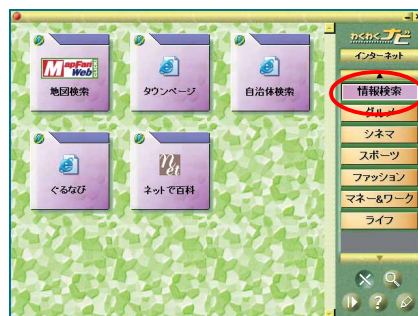 わくわくナビ
インターネット
情報検索
グルメ
シネマ
スポーツ
ファッション
マネー&ワーク
ライフ
MapFan
Web
地図検索
タウンページ
自治体検索
ぐるなび
Net
ネットで百科